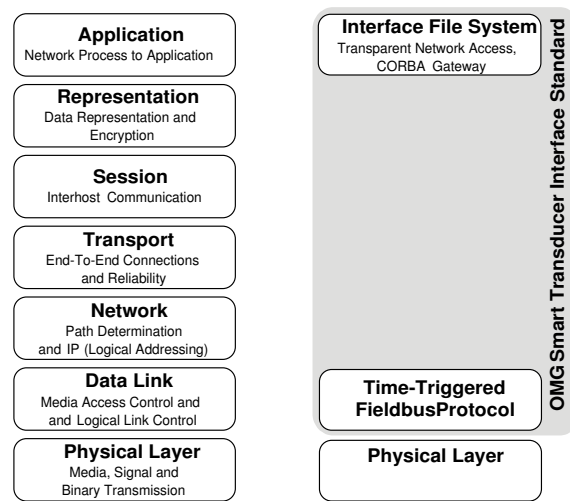 Application
Network Process to Application
Representation
Data Representation and
Encryption
Session
Interhost Communication
Transport
End-To-End Connections
and Reliability
Network
Path Determination
and IP (Logical Addressing)
Data Link
Media Access Control and
and Logical Link Control
Physical Layer
Media, Signal and
Binary Transmission
Interface File System
Transparent Network Access,
CORBA Gateway
Time-Triggered
FieldbusProtocol
Physical Layer
OMG Smart Transducer Interface Standard